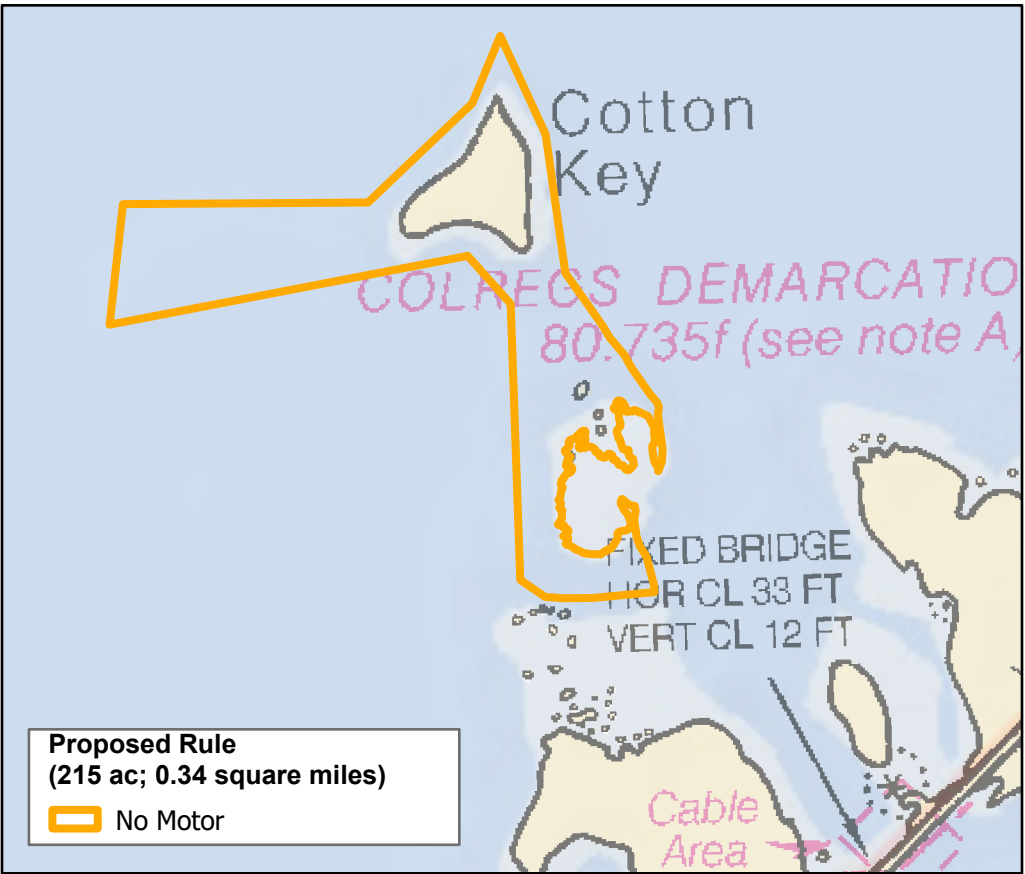 Cotton
Key
COLREGS DEMARCATIO
80.735f (see note A,
FIXED BRIDGE
HOR CL 33 FT
VERT CL 12 FT
Cable
Area
Proposed Rule
(215 ac; 0.34 square miles)
No Motor